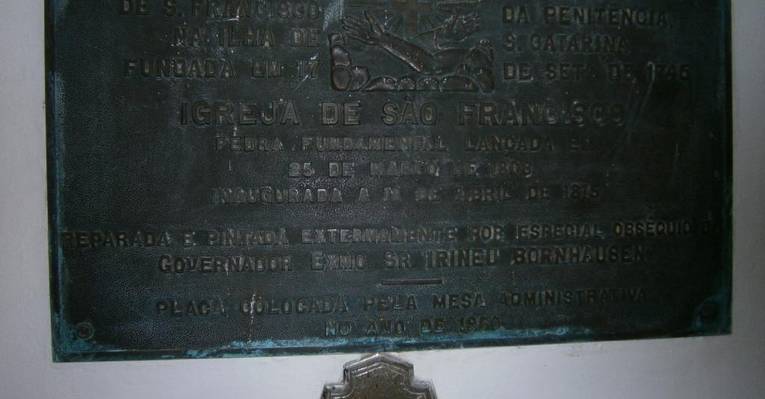 DE S. FRANCISCO DA PENITENCIA
NA ILHA DE S. CATARINA
FUNDADA EM 17 DE SET. DE 1745
IGREJA DE SÃO FRANCISCO
PEDRA FUNDAMENTAL LANÇADA EM
25 DE MARÇO DE 1803
INAUGURADA A DE ABRIL DE 1815
REPARADA E PINTADA EXTERNAMENTE POR ESPECIAL OBSÉQUIO DO
GOVERNADOR EXMO SR IRINEU BORNHAUSEN
PLACA COLOCADA PELA MESA ADMINISTRATIVA
NO ANO DE